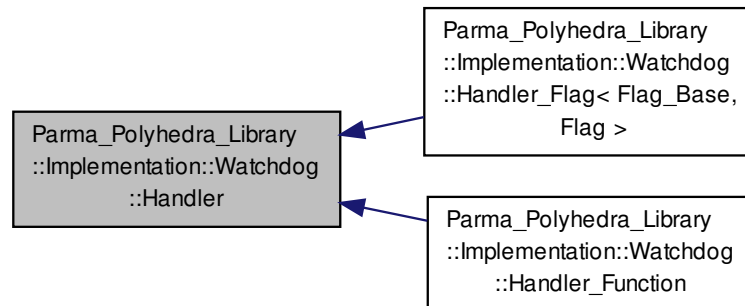 Parma_Polyhedra_Library
::Implementation::Watchdog
::Handler
Parma_Polyhedra_Library
::Implementation::Watchdog
::Handler_Flag< Flag_Base,
Flag >
Parma_Polyhedra_Library
::Implementation::Watchdog
::Handler_Function